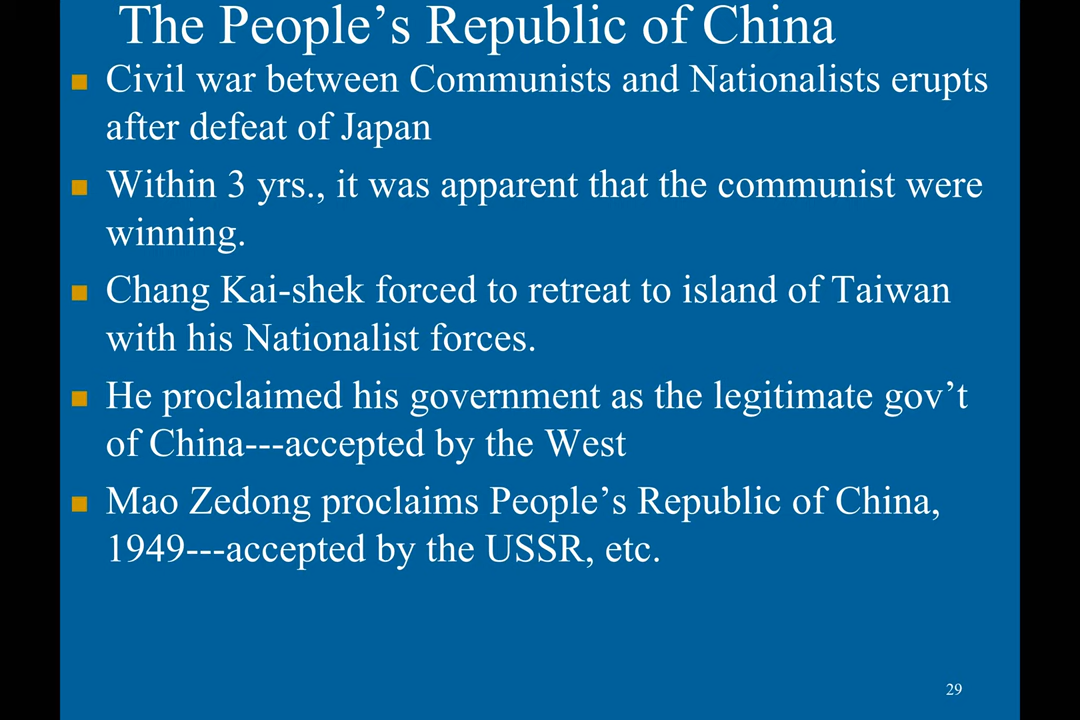 The People’s Republic of China
Civil war between Communists and Nationalists erupts
after defeat of Japan
Within 3 yrs., it was apparent that the communist were
winning.
Chang Kai-shek forced to retreat to island of Taiwan
with his Nationalist forces.
He proclaimed his government as the legitimate gov’t
of China---accepted by the West
Mao Zedong proclaims People’s Republic of China,
1949---accepted by the USSR, etc.
29